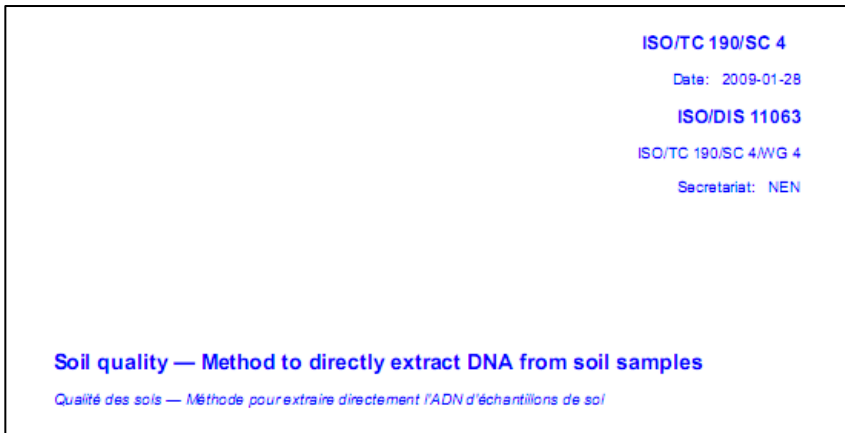 ISO/TC 190/SC 4
Date: 2009-01-28
ISO/DIS 11063
ISO/TC 190/SC 4/WG 4
Secretariat: NEN
Soil quality — Method to directly extract DNA from soil samples
Qualité des sols — Méthode pour extraire directement l'ADN d'échantillons de sol